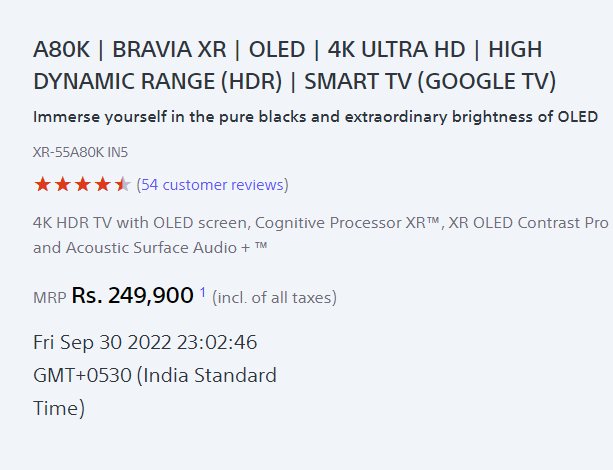 A80K | BRAVIA XR | OLED | 4K ULTRA HD | HIGH
DYNAMIC RANGE (HDR) | SMART TV (GOOGLE TV)
Immerse yourself in the pure blacks and extraordinary brightness of OLED
XR-55A80K IN5
(54 customer reviews)
4K HDR TV with OLED screen, Cognitive Processor XR™, XR OLED Contrast Pro
and Acoustic Surface Audio + ™
MRP Rs. 249,900 1 (incl. of all taxes)
Fri Sep 30 2022 23:02:46
GMT+0530 (India Standard
Time)